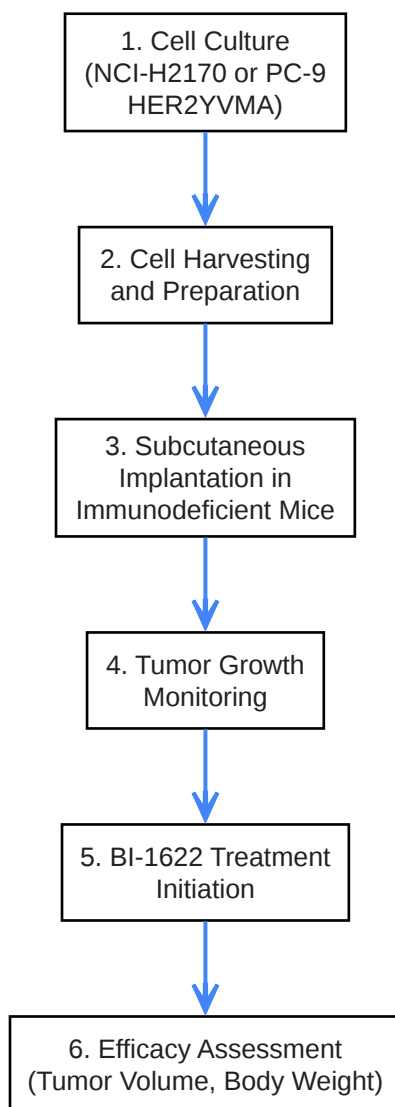 1. Cell Culture
(NCI-H2170 or PC-9
HER2YVMA)
2. Cell Harvesting
and Preparation
3. Subcutaneous
Implantation in
Immunodeficient Mice
4. Tumor Growth
Monitoring
5. BI-1622 Treatment
Initiation
6. Efficacy Assessment
(Tumor Volume, Body Weight)